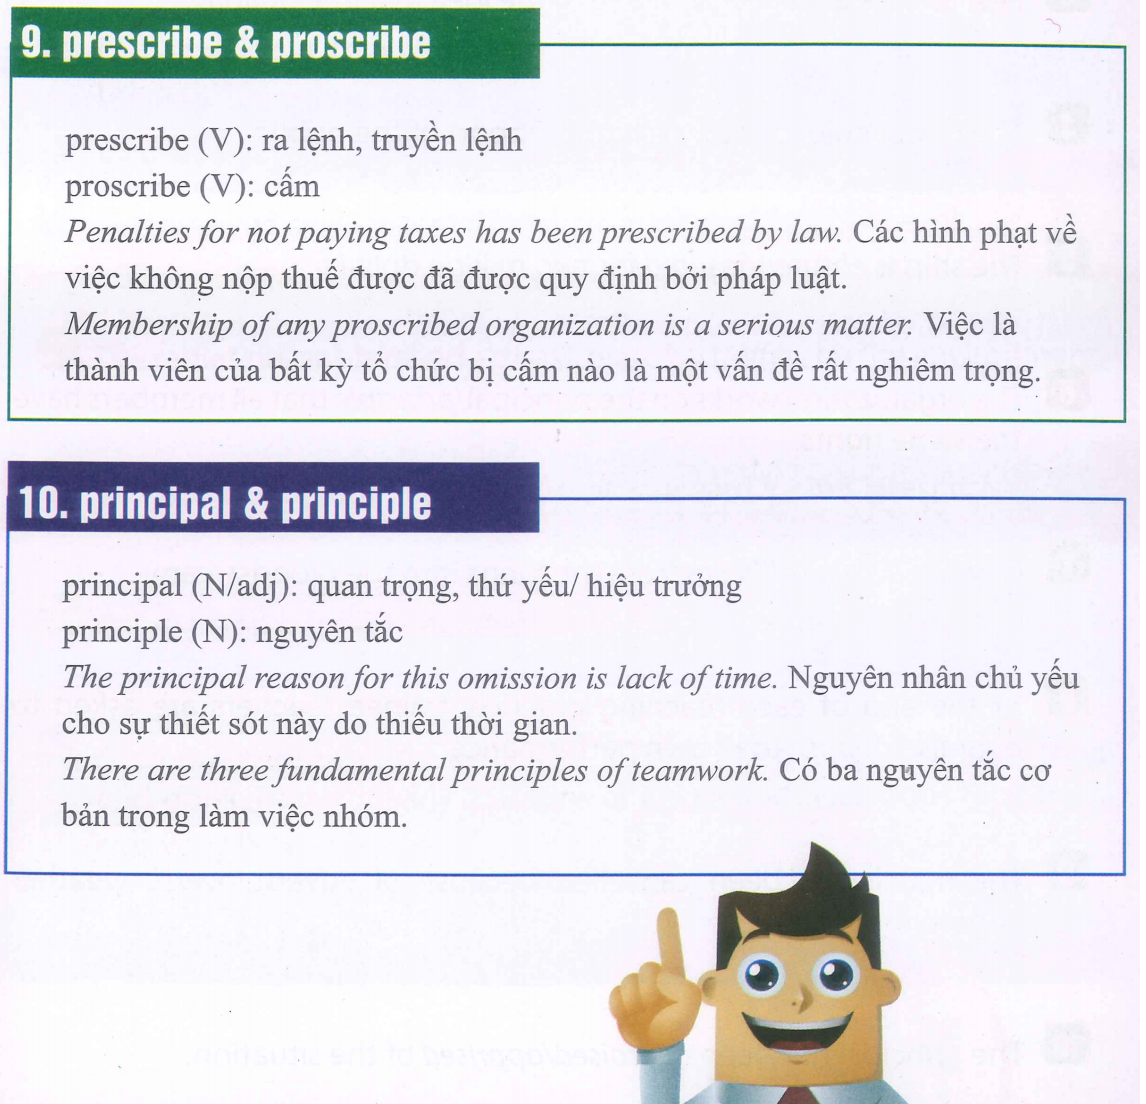 9. prescribe & proscribe
prescribe (V): ra lệnh, truyền lệnh
proscribe (V): cấm
Penalties for not paying taxes has been prescribed by law. Các hình phạt về
việc không nộp thuế được đã được quy định bởi pháp luật.
Membership of any proscribed organization is a serious matter. Việc là
thành viên của bất kỳ tổ chức bị cấm nào là một vấn đề rất nghiêm trọng.
10. principal & principle
principal (N/adj): quan trọng, thứ yếu/ hiệu trưởng
principle (N): nguyên tắc
The principal reason for this omission is lack of time. Nguyên nhân chủ yếu
cho sự thiết sót này do thiếu thời gian.
There are three fundamental principles of teamwork. Có ba nguyên tắc cơ
bản trong làm việc nhóm.